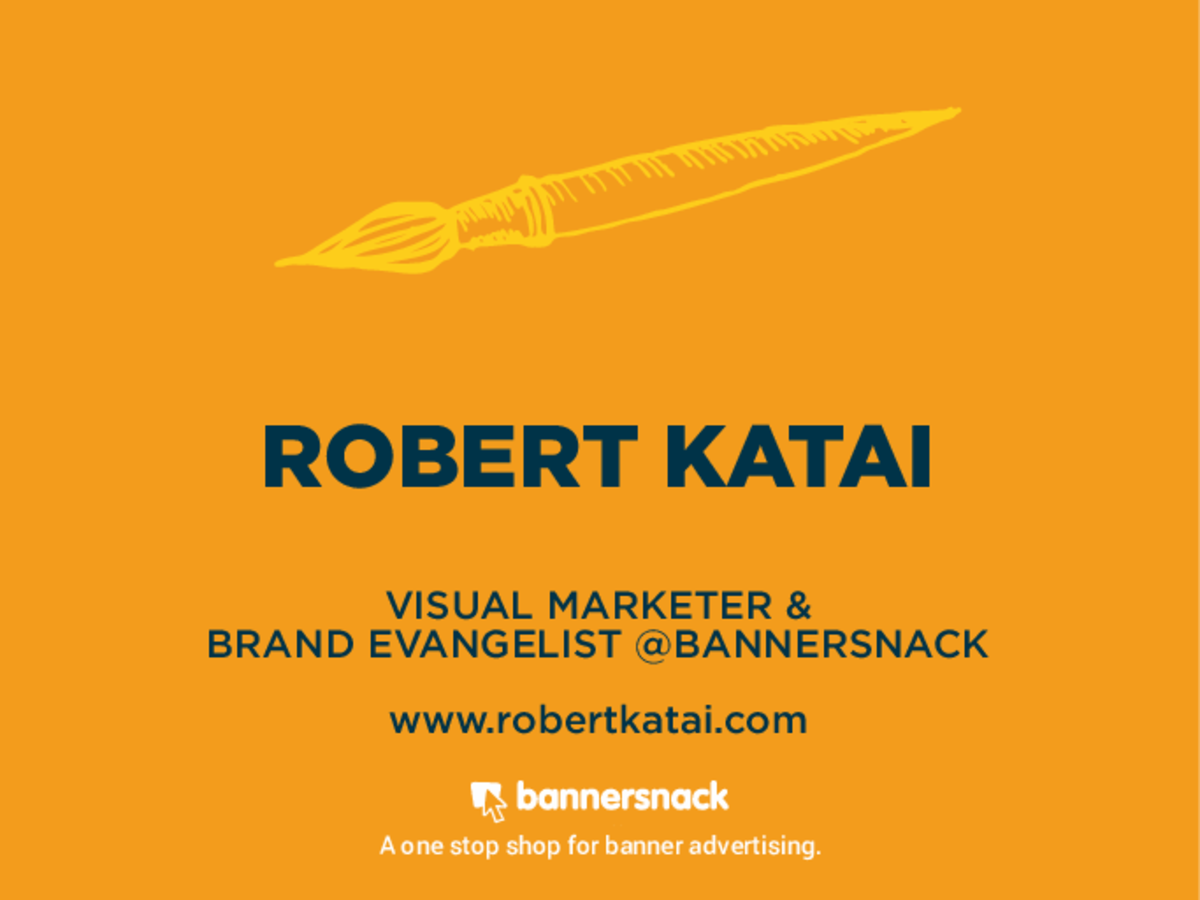 ROBERT KATAI
VISUAL MARKETER &
BRAND EVANGELIST @BANNERSNACK
www.robertkatai.com
bannersnack
A one stop shop for banner advertising.